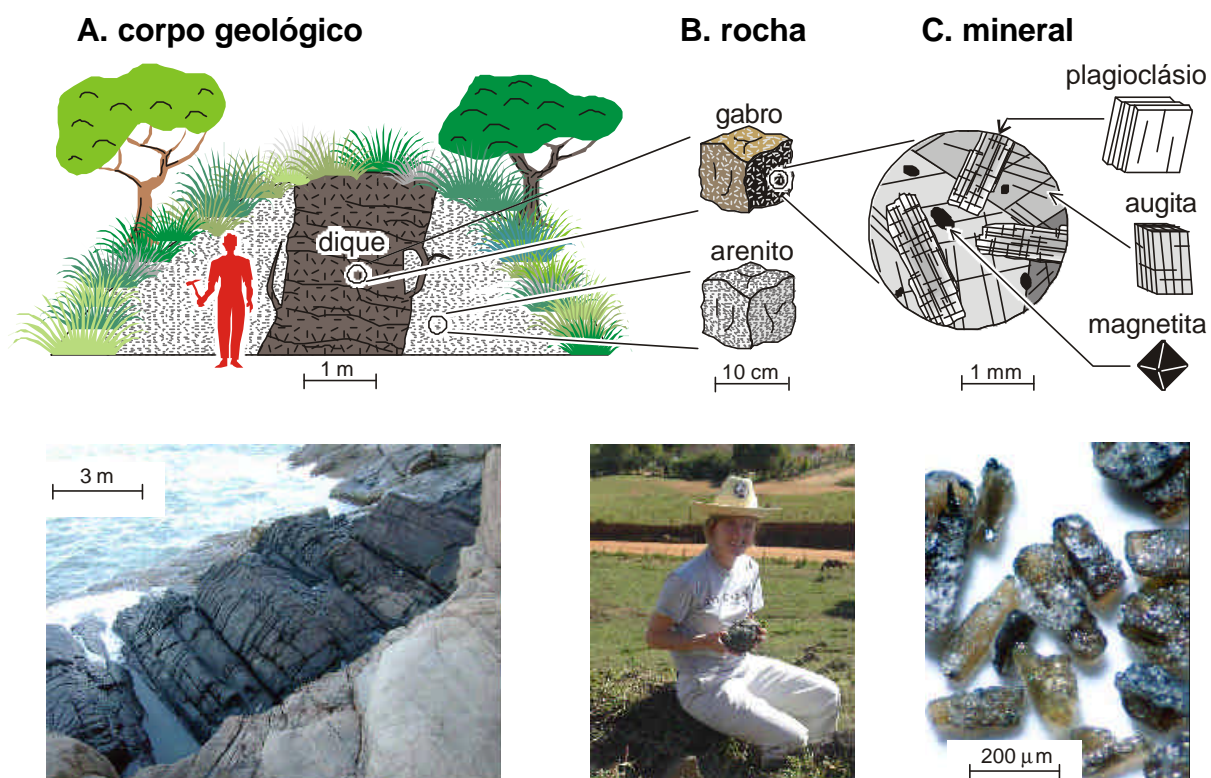 A. corpo geológico
B. rocha
C. mineral
plagioclásio
gabro
augita
dique
arenito
magnetita
1 m
10 cm
1 mm
3 m
200 μm